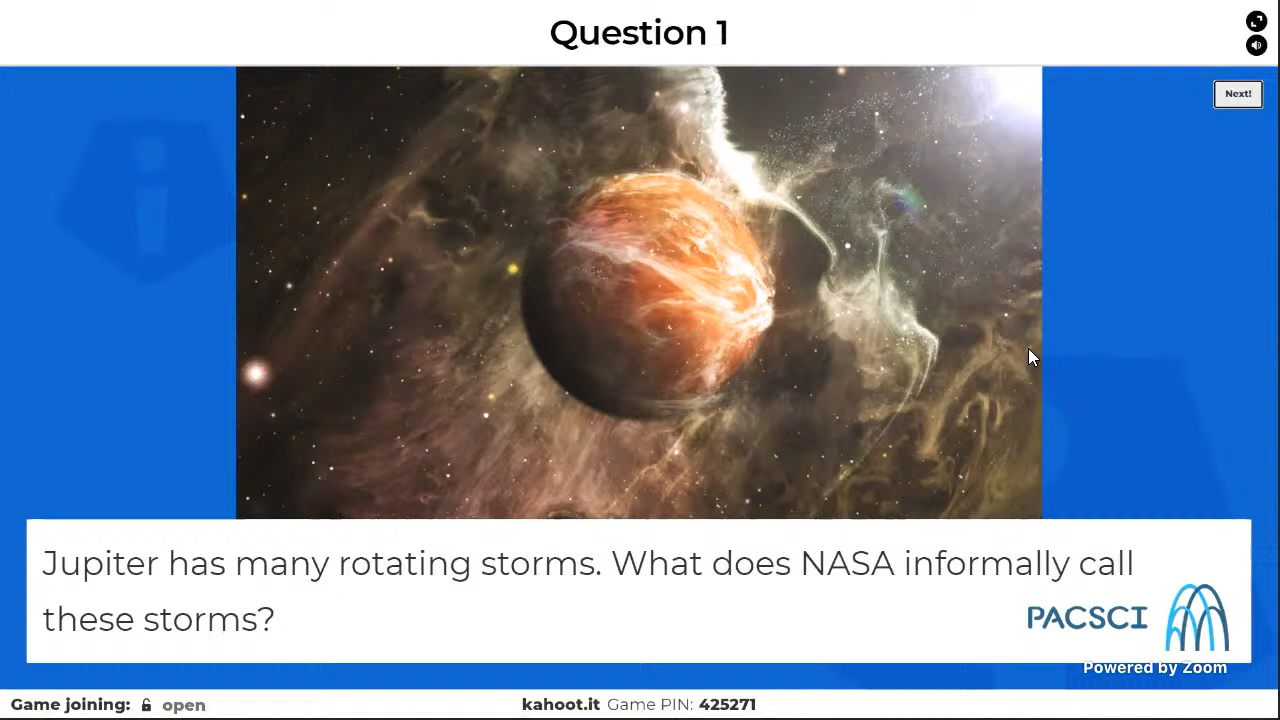 Question 1
Next!
Jupiter has many rotating storms. What does NASA informally call
these storms?
PACSCI
Powered by Zoom
Game joining: open
kahoot.it Game PIN: 425271